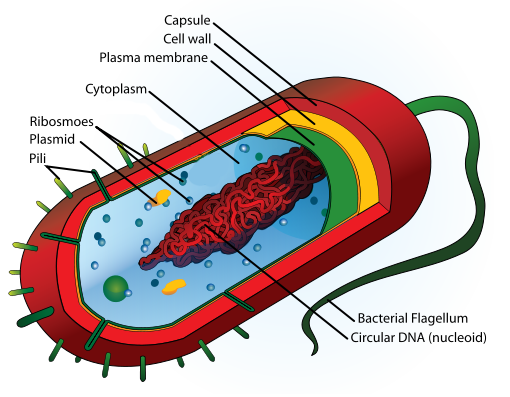 Capsule
Cell wall
Plasma membrane
Cytoplasm
Ribosmoes
Plasmid
Pili
Bacterial Flagellum
Circular DNA (nucleoid)